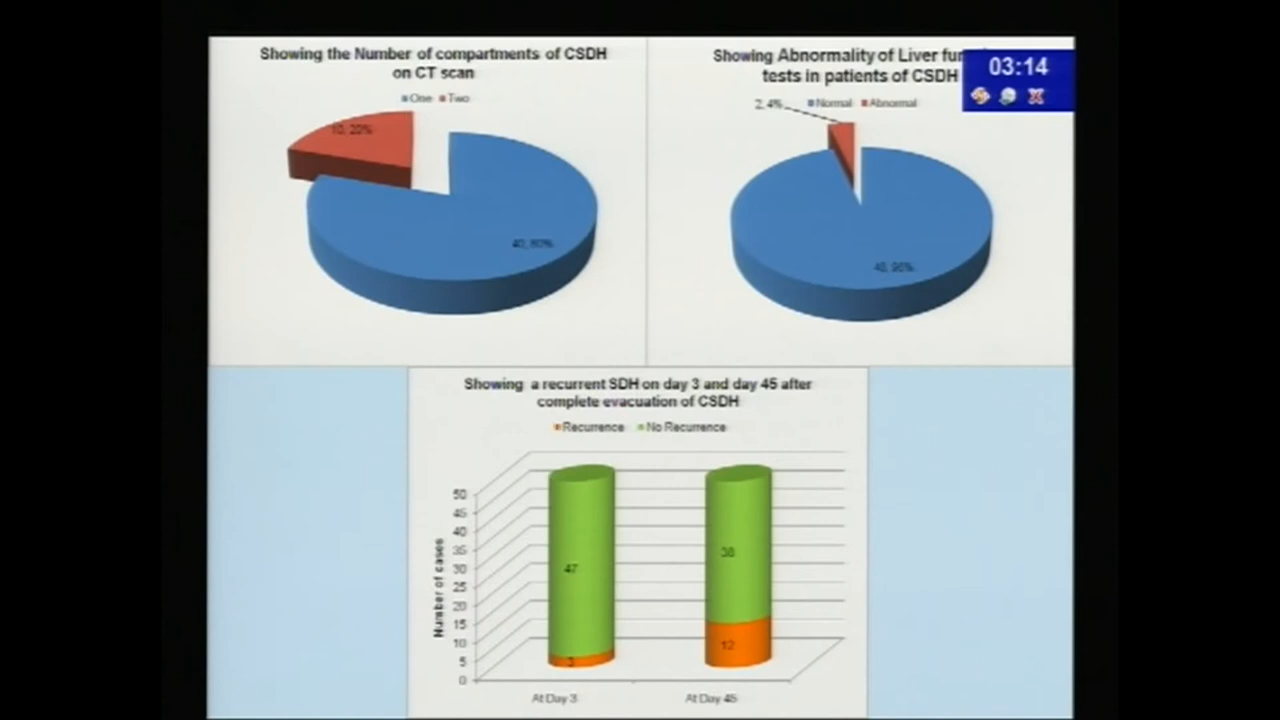 Showing the Number of compartments of CSDH
on CT scan
One Two
10, 20%
40, 80%
Showing Abnormality of Liver fun
tests in patients of CSDH
03:14
2, 4%
Normal Abnormal
48, 96%
Showing a recurrent SDH on day 3 and day 45 after
complete evacuation of CSDH
Recurrence No Recurrence
Number of cases
50
45
40
35
30
25
20
15
10
5
0
47
3
38
12
At Day 3
At Day 45